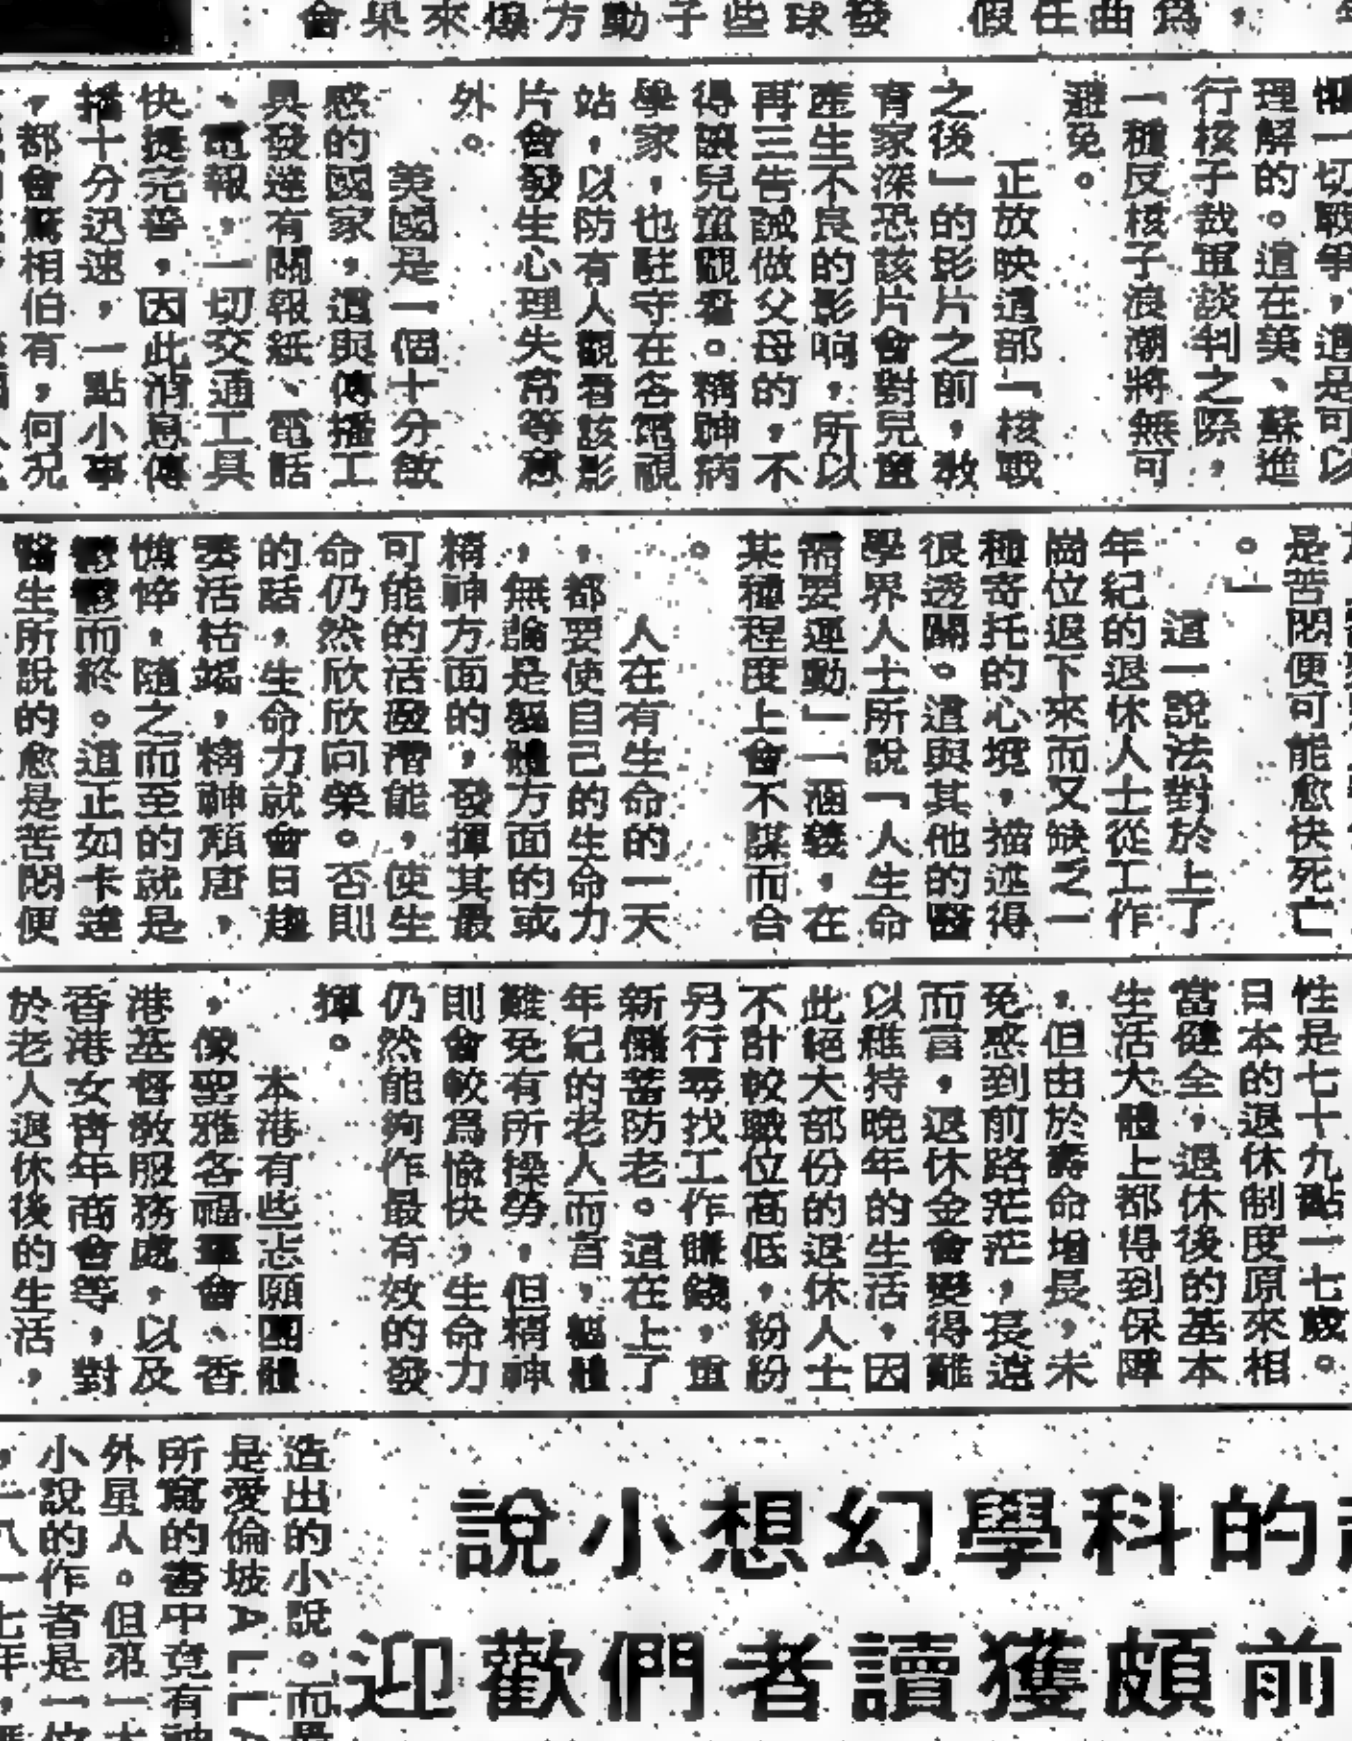 爲曲任假
發球些子動方爆來果會
一切戰爭，這是可以
理解的。這在美、蘇進
行核子裁軍談判之際，
一種反核子浪潮將無可
避免。
正放映這部「核戰
之後」的影片之前，教
育家深恐該片會對兒童
產生不良的影响，所以
再三告誡做父母的，不
得讓兒童觀看。精神病
學家，也駐守在各電視
站，以防有人觀看該影
片會發生心理失常等意
外。
美國是一個十分敏
感的國家，這與傳播工
具發達有關報紙、電話
、電報，一切交通工具
快捷完善，因此消息傳
播十分迅速，一點小事
，都會驚相伯有，何況
是苦悶便可能愈快死亡
。」
這一說法對於上了
年紀的退休人士從工作
崗位退下來而又缺乏一
種寄托的心境，描述得
很透闢。這與其他的醫
學界人士所說「人生命
需要運動」一涵義，在
某種程度上會不謀而合
。
人在有生命的一天
，都要使自己的生命力
，無論是軀體方面的或
精神方面的，發揮其最
可能的活潑潛能，使生
命仍然欣欣向榮。否則
的話，生命力就會日趨
萎活枯竭，精神頹唐，
憔悴，隨之而至的就是
鬱鬱而終。這正如卡達
醫生所說的愈是苦悶便
性是七十九點一七歲。
日本的退休制度原來相
當健全，退休後的基本
生活大體上都得到保障
，但由於壽命增長，未
免惑到前路茫茫，長遠
而言，退休金會變得難
以維持晚年的生活，因
此絕大部份的退休人士
不計較職位高低，紛紛
另行尋找工作賺錢，重
新儲蓄防老。這在上了
年紀的老人而言，軀體
難免有所操勞，但精神
則會較爲愉快，生命力
仍然能夠作最有效的發
揮。
本港有些志願團體
，像聖雅各福羣會、香
港基督教服務處，以及
香港女青年商會等，對
於老人退休後的生活，
的科學幻想小說
前頗獲讀者們歡迎
造出的小說。而
是愛倫坡ALLA
所寫的書中竟有
外星人。但第一本
小說的作者是一位
，一八一七年，